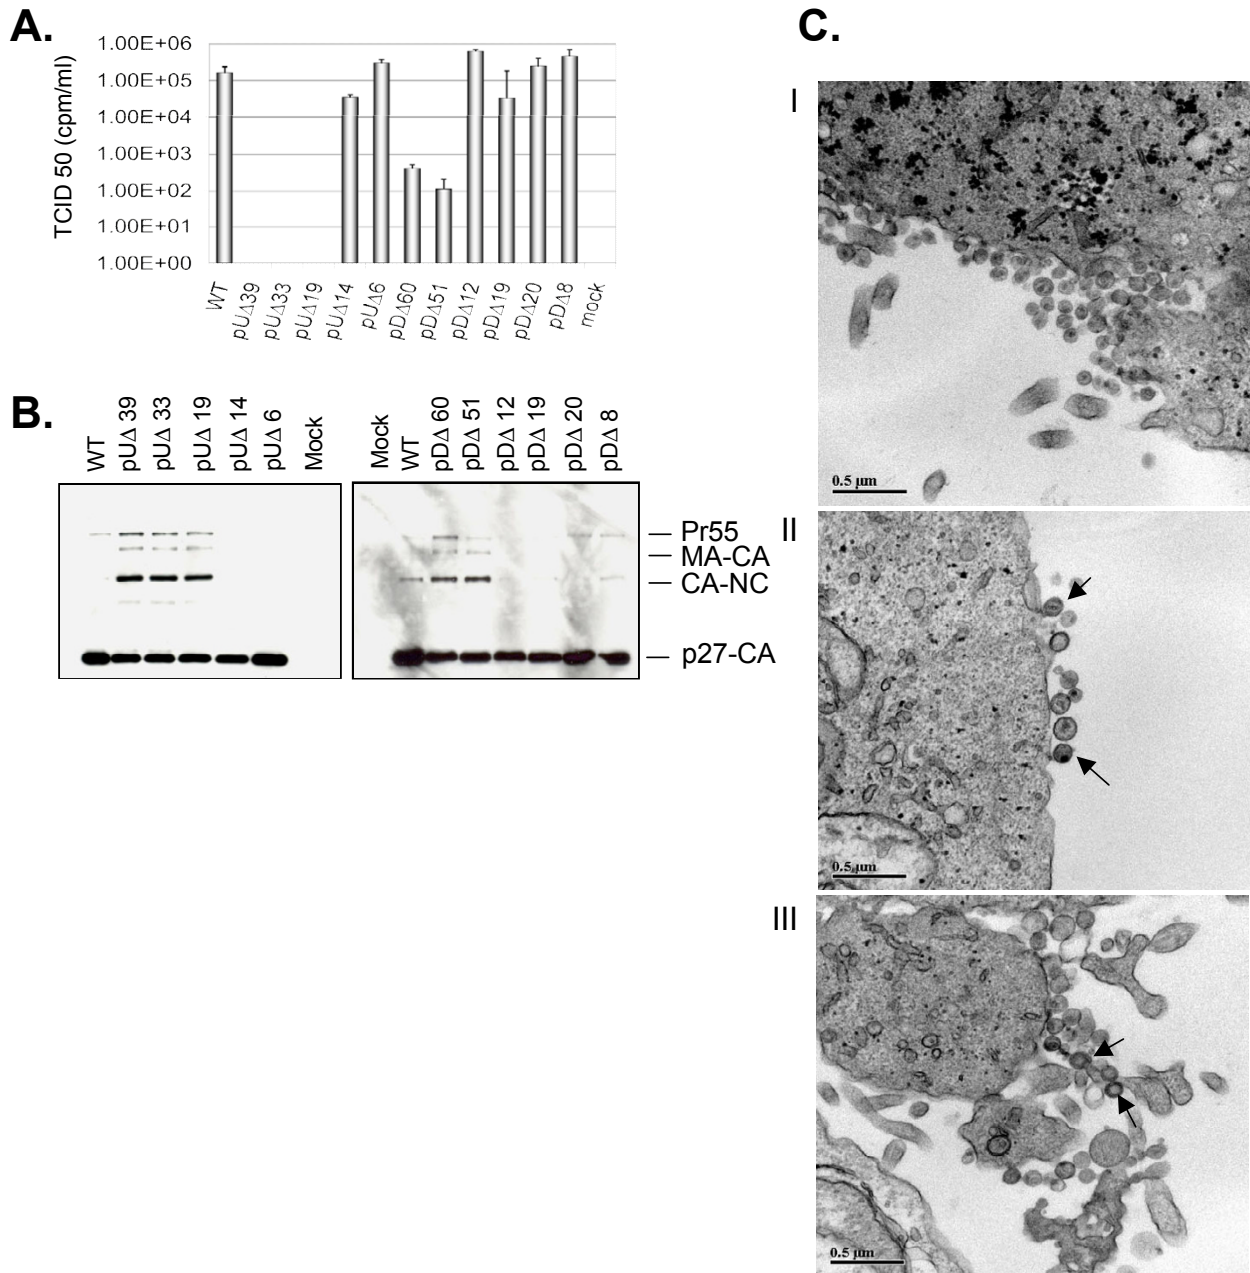 A.
TCID 50 (cpm/ml)
1.00E+06
1.00E+05
1.00E+04
1.00E+03
1.00E+02
1.00E+01
1.00E+00
WT
pUΔ39
pUΔ33
pUΔ19
pUΔ14
pUΔ6
pDΔ60
pDΔ51
pDΔ12
pDΔ19
pDΔ20
pDΔ8
mock
B.
WT
pUΔ 39
pUΔ 33
pUΔ 19
pUΔ 14
pUΔ 6
Mock
Mock
WT
pDΔ 60
pDΔ 51
pDΔ 12
pDΔ 19
pDΔ 20
pDΔ 8
Pr55
MA-CA
CA-NC
p27-CA
C.
I
0.5 µm
II
0.5 µm
III
0.5 µm